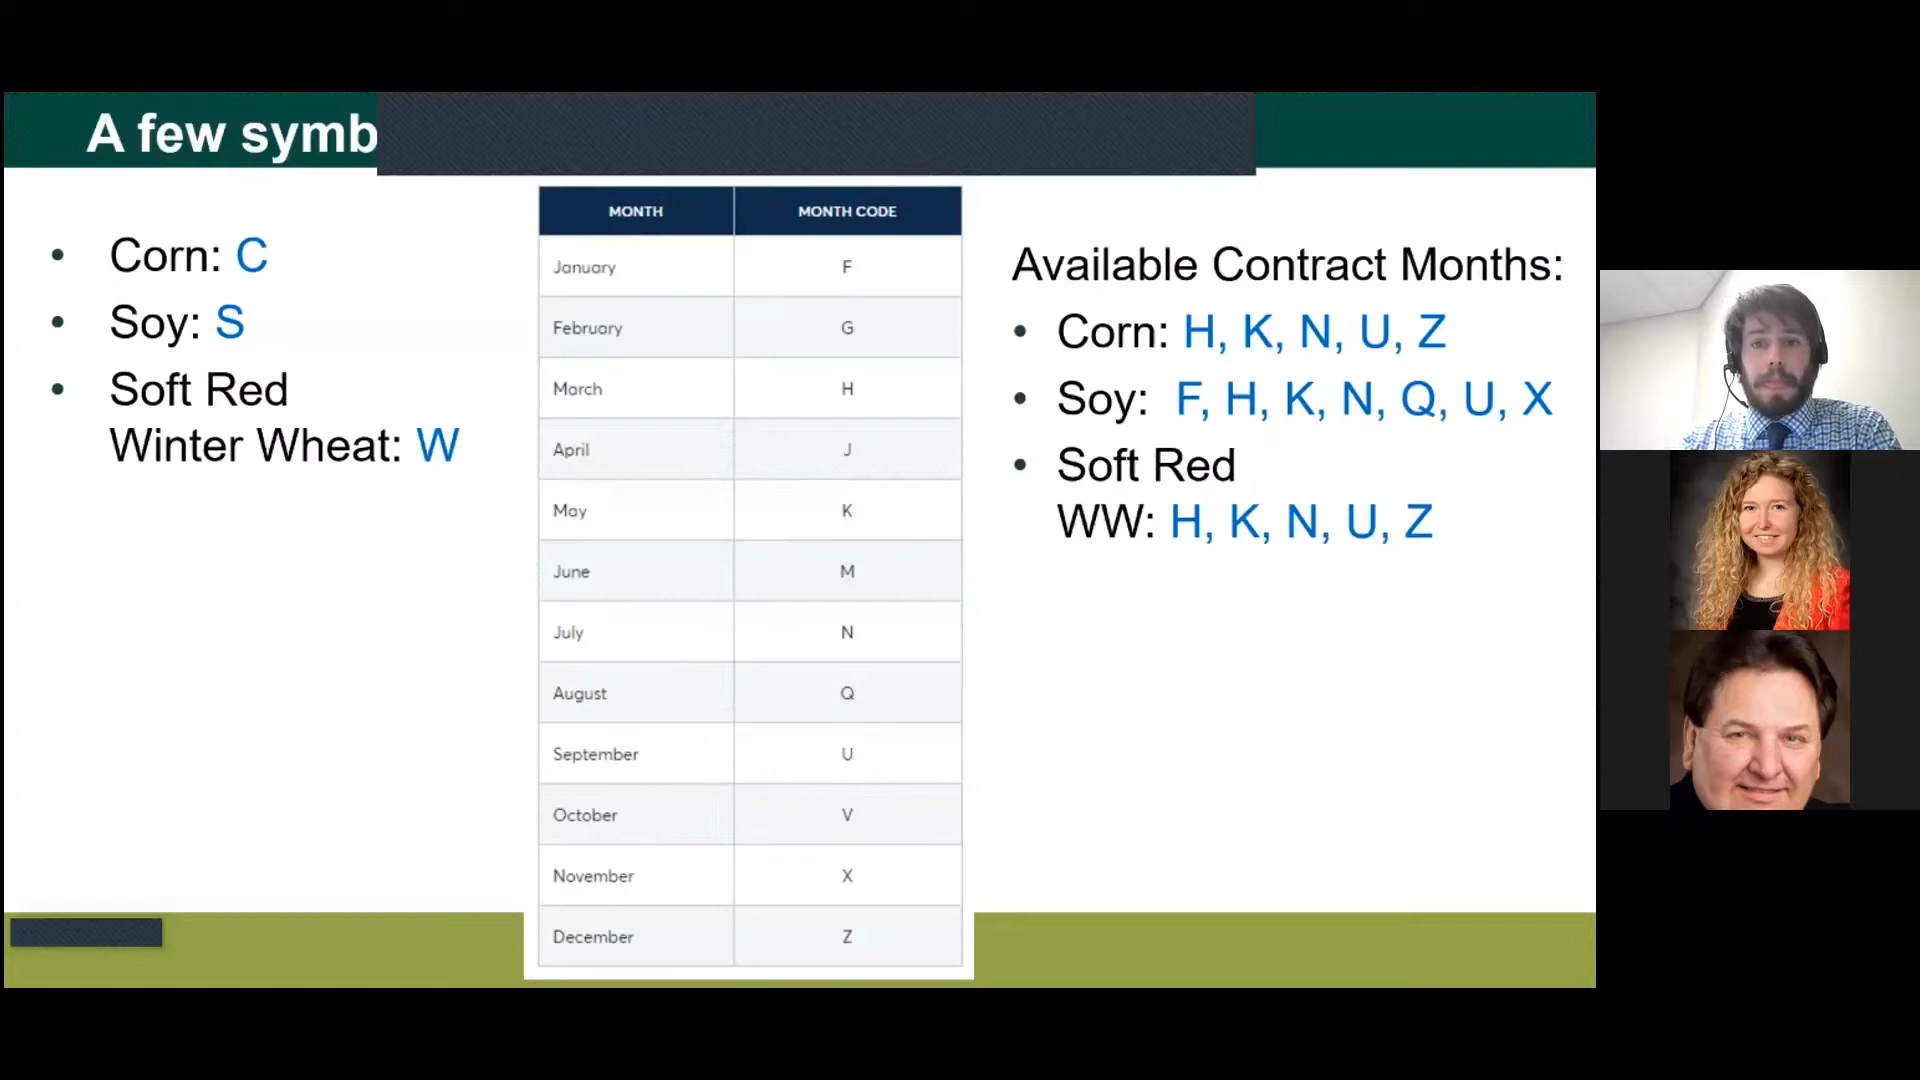 A few symb
• Corn: C
• Soy: S
• Soft Red
Winter Wheat: W
MONTH MONTH CODE
January F
February G
March H
April J
May K
June M
July N
August Q
September U
October V
November X
December Z
Available Contract Months:
• Corn: H, K, N, U, Z
• Soy: F, H, K, N, Q, U, X
• Soft Red
WW: H, K, N, U, Z